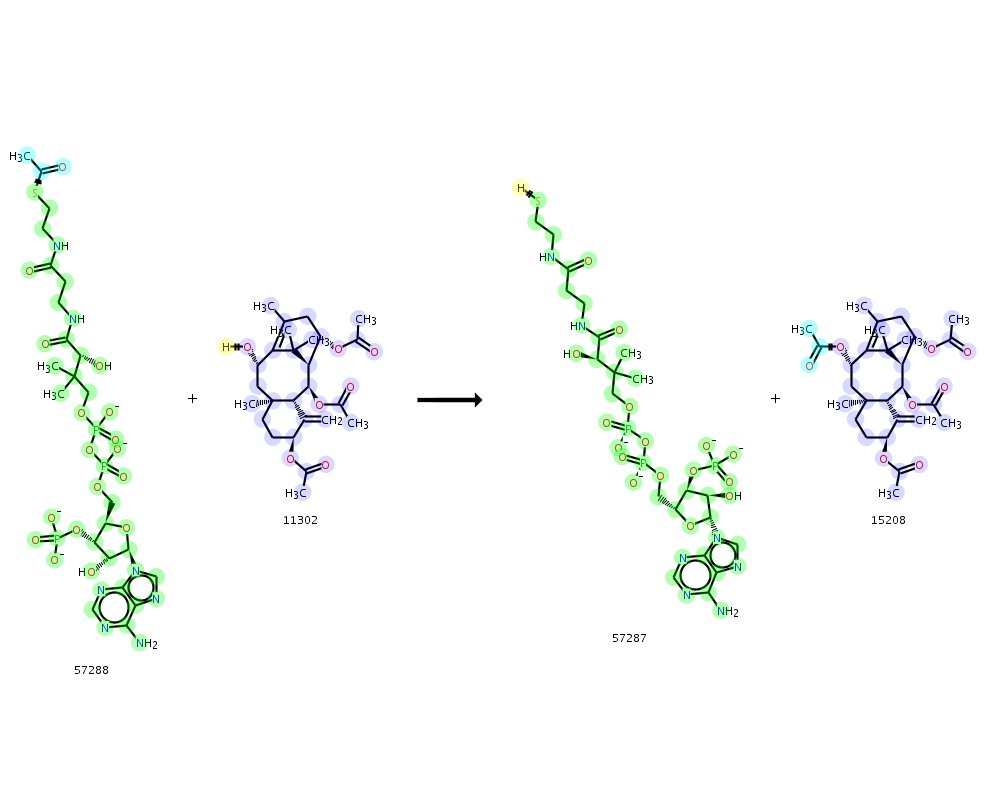 H₃C
O
S
NH
O
NH
O
H₃C
OH
H₃C
O
O⁻
P
O
O
O⁻
P
O
O
O⁻
O
P
O
O⁻
O
HO
N
N
N
N
N
NH₂
57288
+
H₃C
H₃C
CH₃
H
O
O
CH₃
O
H₃C
O
O
CH₃
CH₂
O
O
H₃C
11302
H
S
HN
O
HN
O
HO
CH₃
CH₃
O
O
P
O⁻
O
O
P
O⁻
O
O
P
O⁻
O⁻
O
OH
O
N
N
N
N
N
NH₂
57287
+
H₃C
H₃C
CH₃
H₃C
O
O
O
CH₃
O
H₃C
O
O
CH₃
CH₂
O
O
H₃C
15208